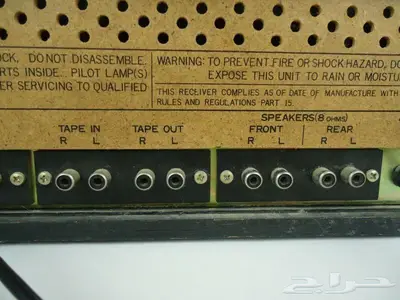 OCK, DO NOT DISASSEMBLE.
RTS INSIDE. PILOT LAMP(S)
ER SERVICING TO QUALIFIED
WARNING: TO PREVENT FIRE OR SHOCK HAZARD, DO
EXPOSE THIS UNIT TO RAIN OR MOISTU
THIS RECEIVER COMPLIES AS OF DATE OF MANUFACTURE WITH
RULES AND REGULATIONS PART 15.
SPEAKERS(8 OHMS)
TAPE IN TAPE OUT FRONT REAR
R L R L R L R L
حراج